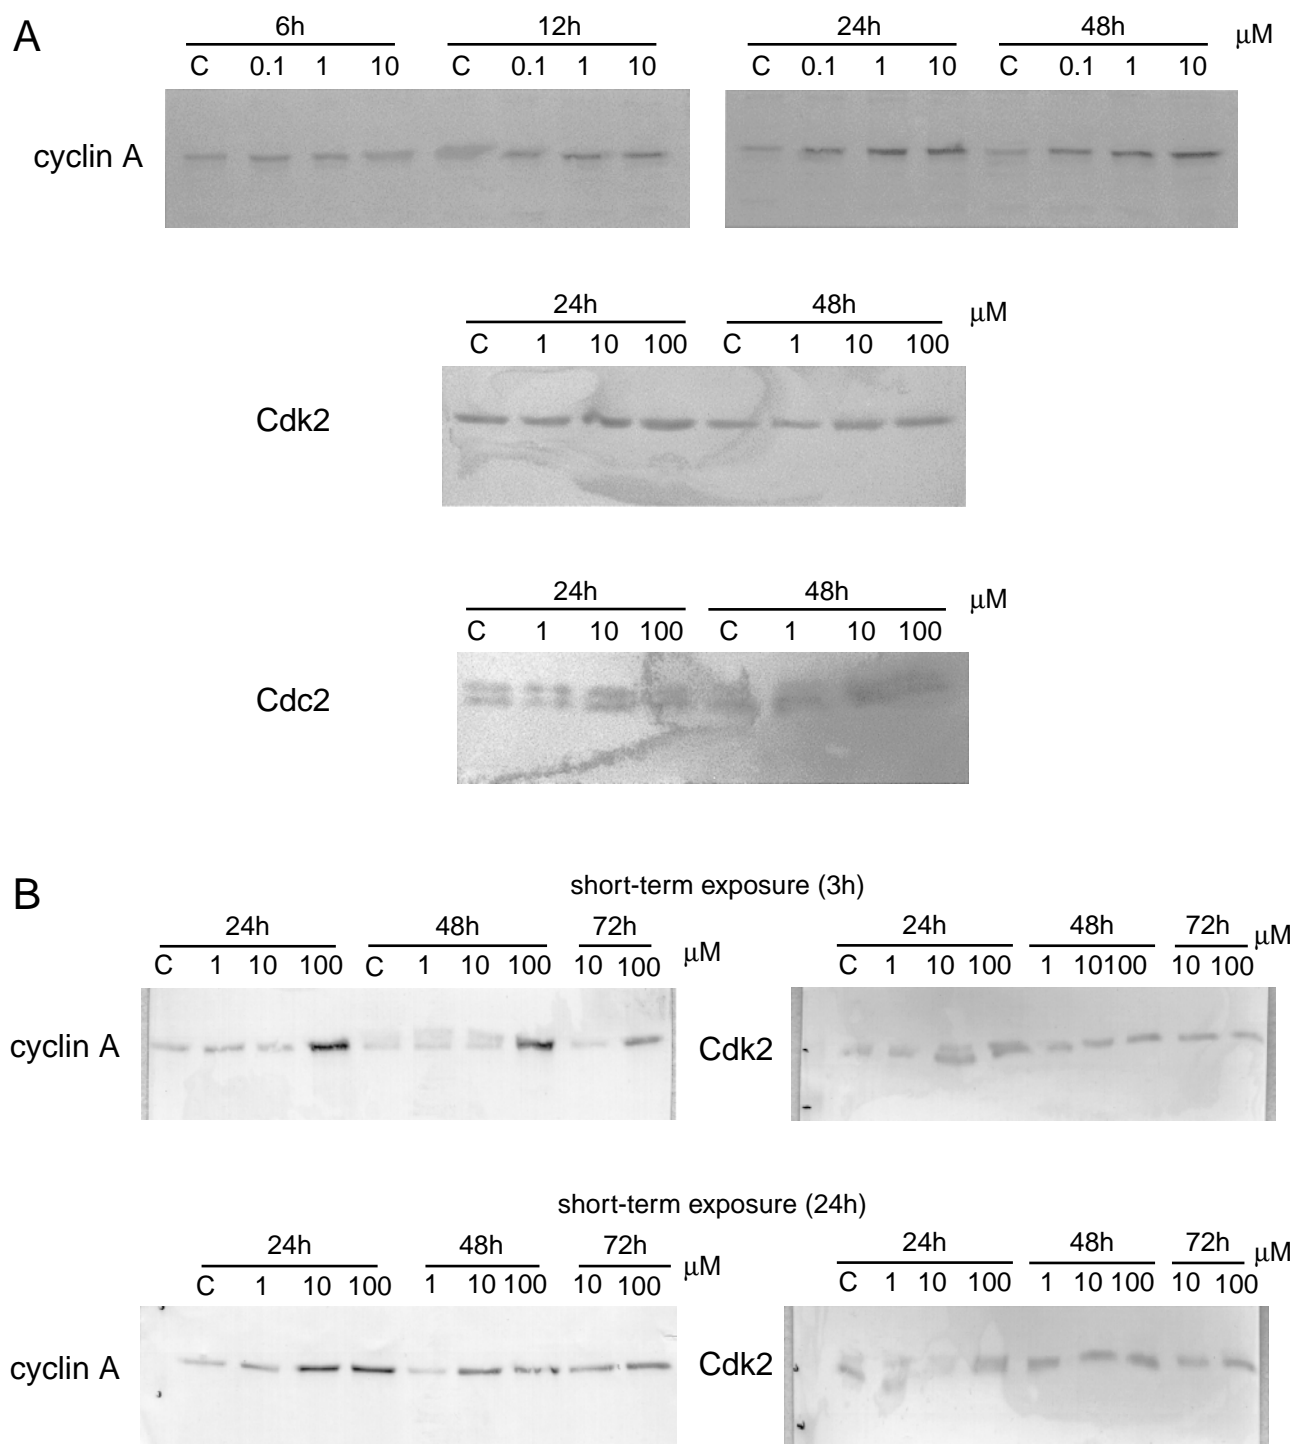 A
6h 12h 24h 48h μM
C 0.1 1 10 C 0.1 1 10 C 0.1 1 10 C 0.1 1 10
cyclin A
24h 48h μM
C 1 10 100 C 1 10 100
Cdk2
24h 48h μM
C 1 10 100 C 1 10 100
Cdc2
B
short-term exposure (3h)
24h 48h 72h μM 24h 48h 72h μM
C 1 10 100 C 1 10 100 10 100 C 1 10 100 1 10100 10 100
cyclin A Cdk2
short-term exposure (24h)
24h 48h 72h μM 24h 48h 72h μM
C 1 10 100 1 10 100 10 100 C 1 10 100 1 10 100 10 100
cyclin A Cdk2